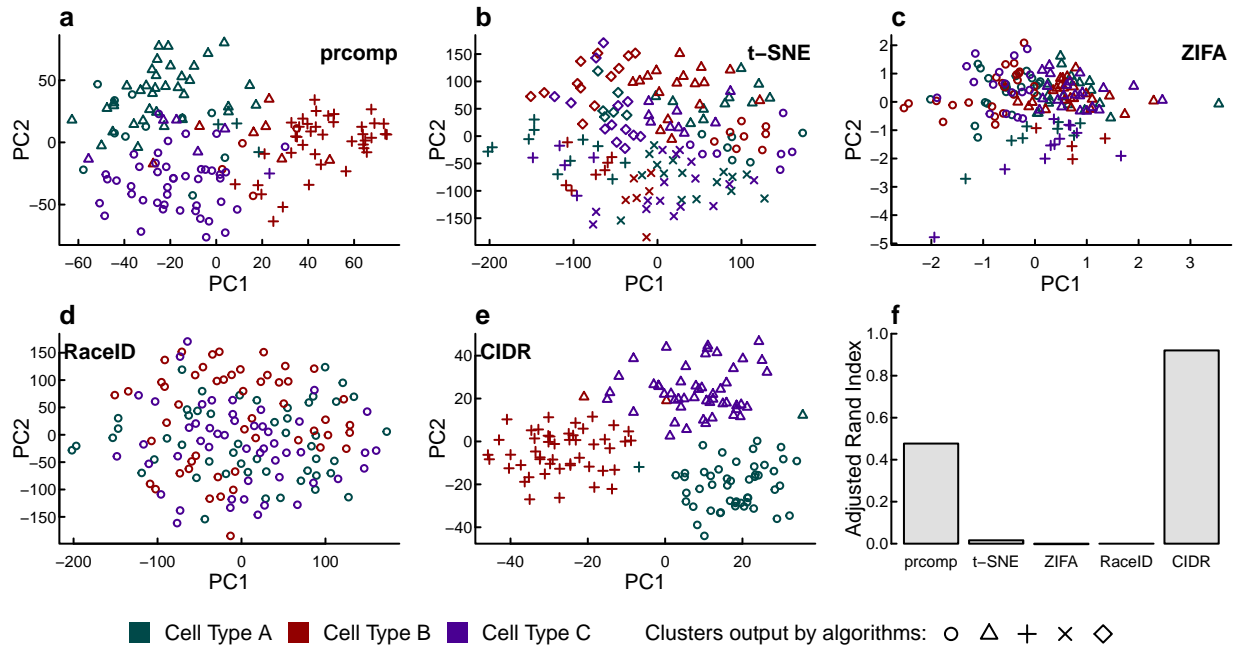 a
prcomp
50
0
−50
PC2
−60
−40
−20
0
20
40
60
PC1
b
t−SNE
150
100
50
0
−50
−100
−150
PC2
−200
−100
0
100
PC1
c
ZIFA
2
1
0
−1
−2
−3
−4
−5
PC2
−2
−1
0
1
2
3
PC1
d
RaceID
150
100
50
0
−50
−100
−150
PC2
−200
−100
0
100
PC1
e
CIDR
40
20
0
−20
−40
PC2
−40
−20
0
20
PC1
f
1.0
0.8
0.6
0.4
0.2
0.0
Adjusted Rand Index
prcomp
t−SNE
ZIFA
RaceID
CIDR
Cell Type A Cell Type B Cell Type C Clusters output by algorithms: